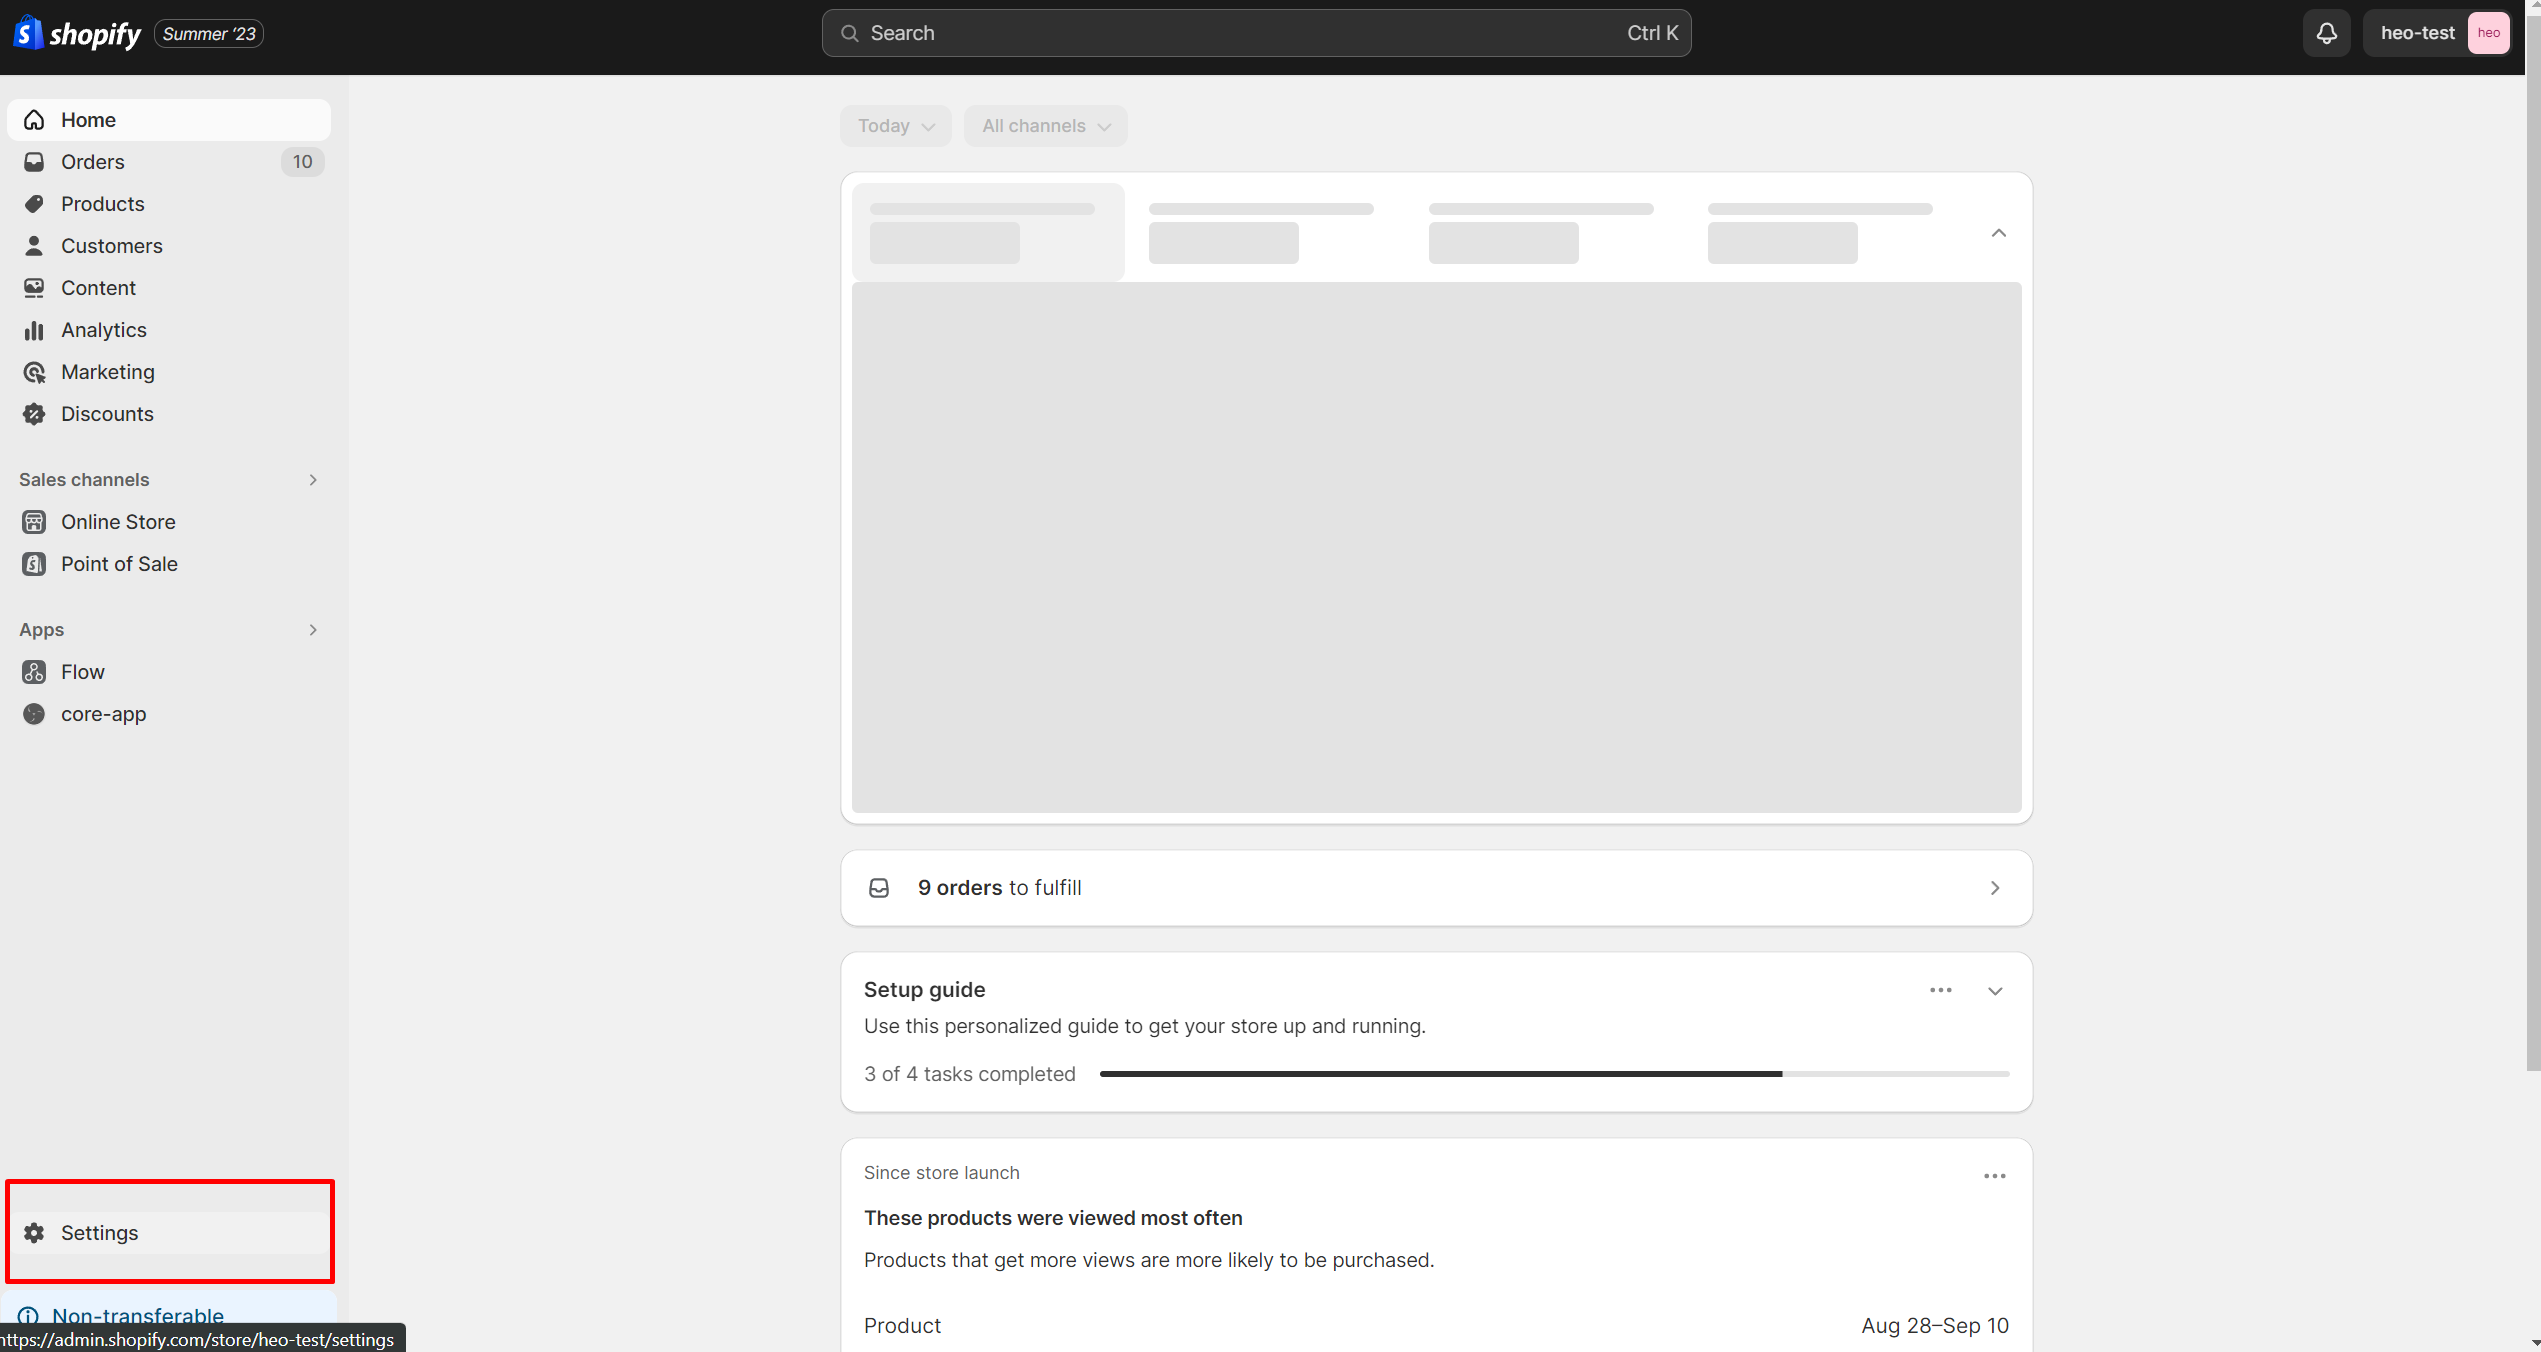 shopify Summer '23
Search Ctrl K
heo-test heo
Home
Orders 10
Products
Customers
Content
Analytics
Marketing
Discounts
Sales channels
Online Store
Point of Sale
Apps
Flow
core-app
Settings
Non-transferable
https://admin.shopify.com/store/heo-test/settings
Today All channels
9 orders to fulfill
Setup guide
Use this personalized guide to get your store up and running.
3 of 4 tasks completed
Since store launch
These products were viewed most often
Products that get more views are more likely to be purchased.
Product Aug 28–Sep 10